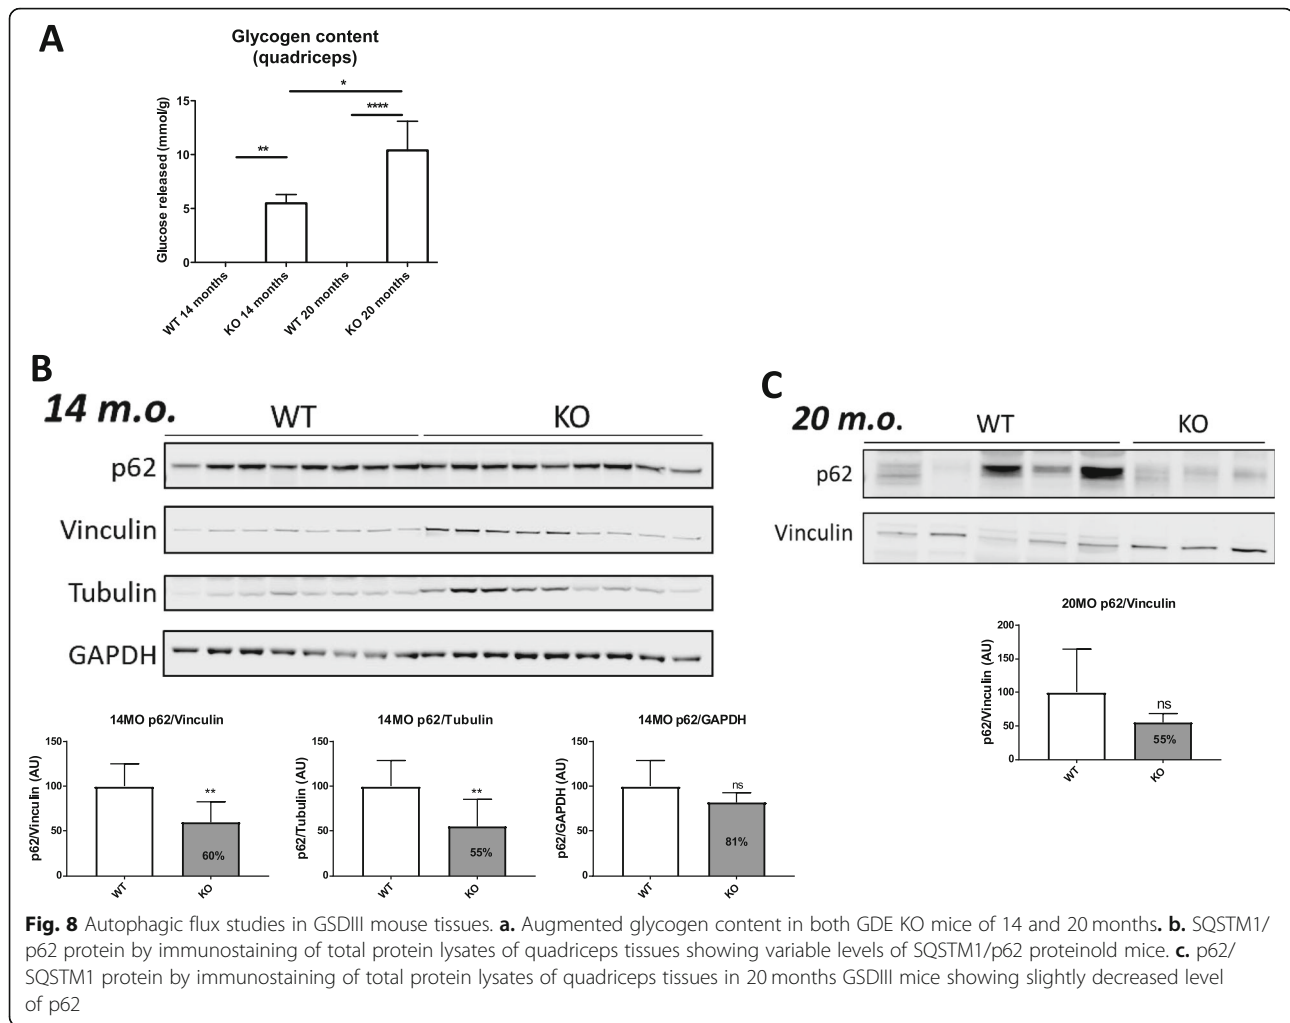 A
Glycogen content
(quadriceps)
*
****
**
Glucose released (mmol/g)
15
10
5
0
WT 14 months
KO 14 months
WT 20 months
KO 20 months
B
14 m.o.
WT
KO
p62
Vinculin
Tubulin
GAPDH
C
20 m.o.
WT
KO
p62
Vinculin
20MO p62/Vinculin
p62/Vinculin (AU)
200
150
100
50
0
ns
55%
WT
KO
14MO p62/Vinculin
p62/Vinculin (AU)
150
100
50
0
**
60%
WT
KO
14MO p62/Tubulin
p62/Tubulin (AU)
150
100
50
0
**
55%
WT
KO
14MO p62/GAPDH
p62/GAPDH (AU)
150
100
50
0
ns
81%
WT
KO
Fig. 8 Autophagic flux studies in GSDIII mouse tissues. a. Augmented glycogen content in both GDE KO mice of 14 and 20 months. b. SQSTM1/
p62 protein by immunostaining of total protein lysates of quadriceps tissues showing variable levels of SQSTM1/p62 proteinold mice. c. p62/
SQSTM1 protein by immunostaining of total protein lysates of quadriceps tissues in 20 months GSDIII mice showing slightly decreased level
of p62